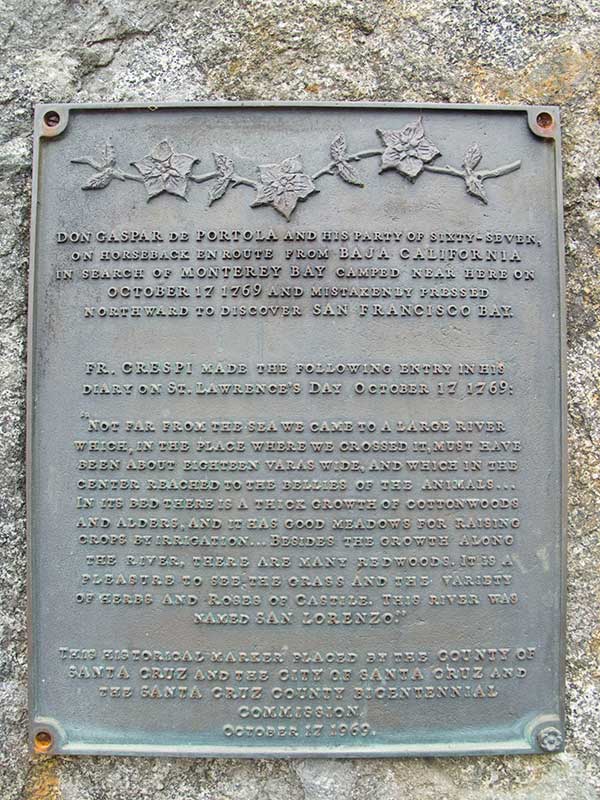 DON GASPAR DE PORTOLA AND HIS PARTY OF SIXTY-SEVEN,
ON HORSEBACK EN ROUTE FROM BAJA CALIFORNIA
IN SEARCH OF MONTEREY BAY CAMPED NEAR HERE ON
OCTOBER 17 1769 AND MISTAKENLY PRESSED
NORTHWARD TO DISCOVER SAN FRANCISCO BAY.
FR. CRESPI MADE THE FOLLOWING ENTRY IN HIS
DIARY ON ST. LAWRENCE'S DAY OCTOBER 17 1769:
"NOT FAR FROM THE SEA WE CAME TO A LARGE RIVER
WHICH, IN THE PLACE WHERE WE CROSSED IT, MUST HAVE
BEEN ABOUT EIGHTEEN VARAS WIDE, AND WHICH IN THE
CENTER REACHED TO THE BELLIES OF THE ANIMALS...
IN ITS BED THERE IS A THICK GROWTH OF COTTONWOODS
AND ALDERS, AND IT HAS GOOD MEADOWS FOR RAISING
CROPS BY IRRIGATION... BESIDES THE GROWTH ALONG
THE RIVER, THERE ARE MANY REDWOODS. IT IS A
PLEASURE TO SEE, THE GRASS AND THE VARIETY
OF HERBS AND ROSES OF CASTILE. THIS RIVER WAS
NAMED SAN LORENZO."
THIS HISTORICAL MARKER PLACED BY THE COUNTY OF
SANTA CRUZ AND THE CITY OF SANTA CRUZ AND
THE SANTA CRUZ COUNTY BICENTENNIAL
COMMISSION.
OCTOBER 17 1969.